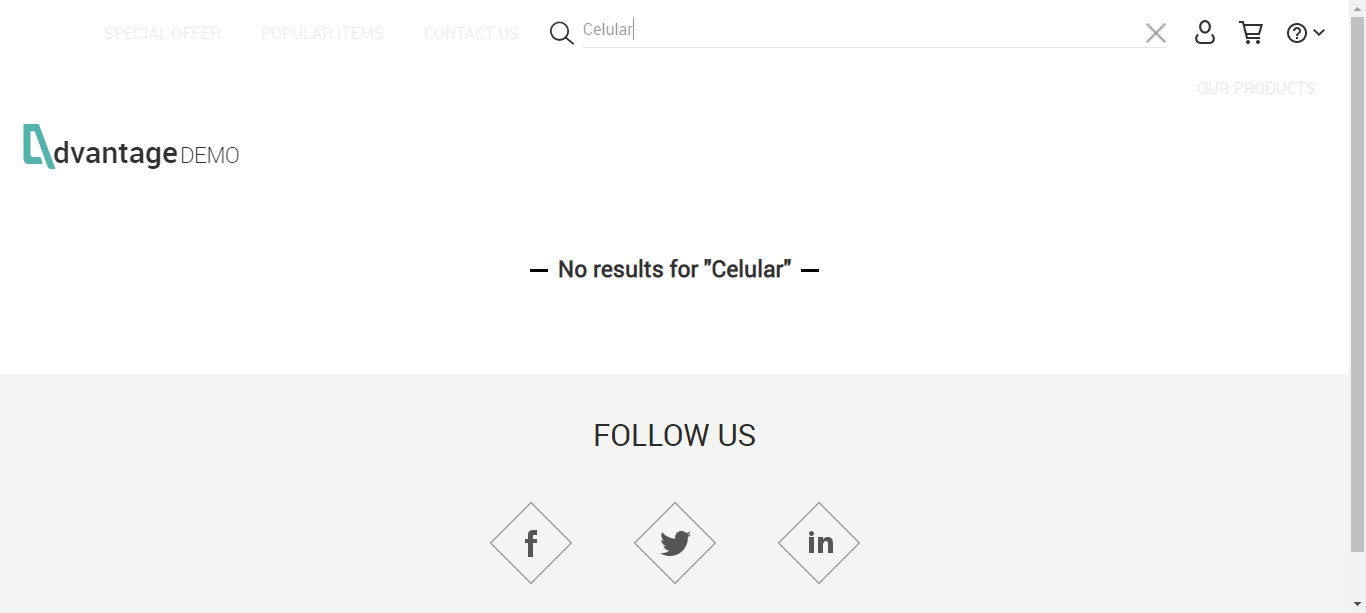 SPECIAL OFFER POPULAR ITEMS CONTACT US Celular
OUR PRODUCTS
dvantage DEMO
No results for "Celular"
FOLLOW US
f in